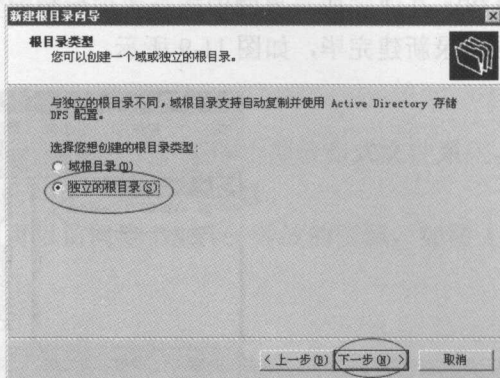 新建根目录向导
根目录类型
您可以创建一个域或独立的根目录。
与独立的根目录不同，域根目录支持自动复制并使用 Active Directory 存储
DFS 配置。
选择您想创建的根目录类型:
域根目录(D)
独立的根目录(S)
< 上一步(B)
下一步(N) >
取消